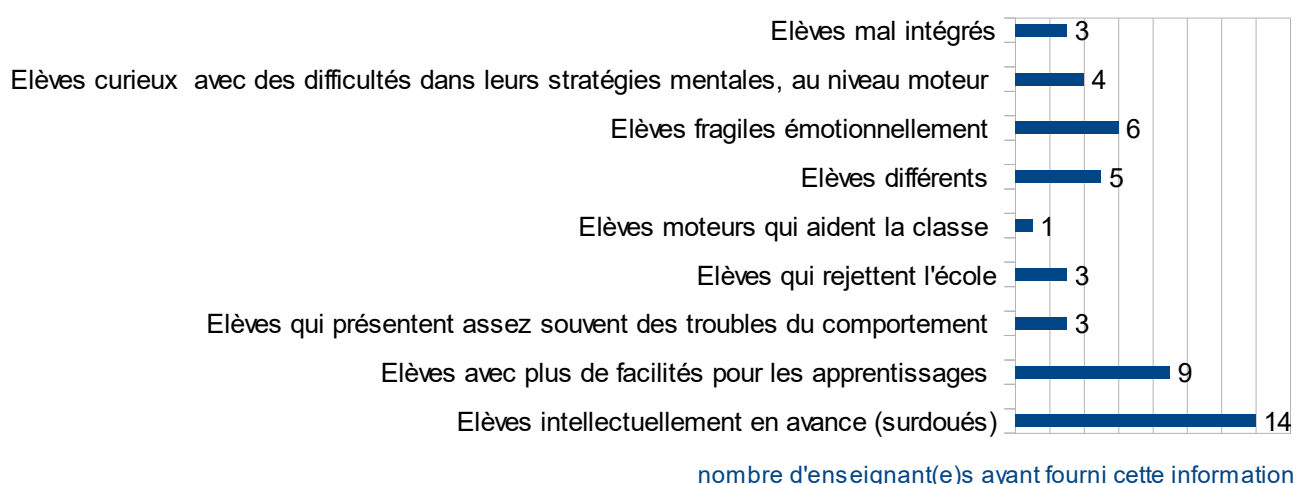 Elèves mal intégrés 3
Elèves curieux avec des difficultés dans leurs stratégies mentales, au niveau moteur 4
Elèves fragiles émotionnellement 6
Elèves différents 5
Elèves moteurs qui aident la classe 1
Elèves qui rejettent l'école 3
Elèves qui présentent assez souvent des troubles du comportement 3
Elèves avec plus de facilités pour les apprentissages 9
Elèves intellectuellement en avance (surdoués) 14
nombre d'enseignant(e)s ayant fourni cette information